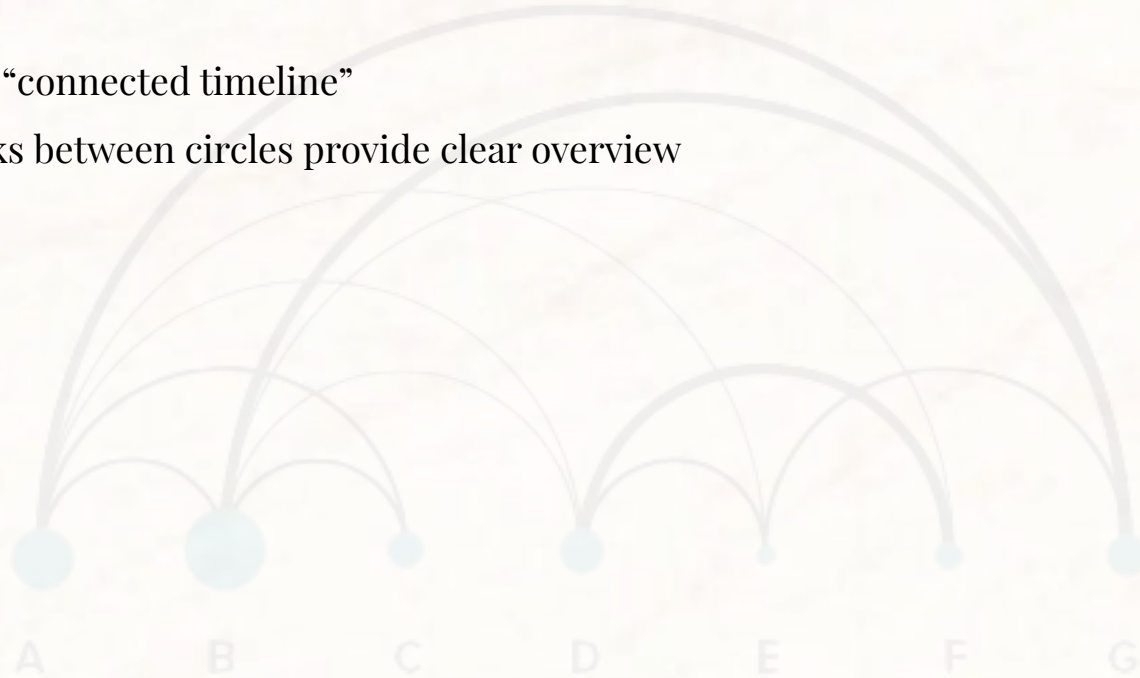 “connected timeline”
ks between circles provide clear overview
A B C D E F G